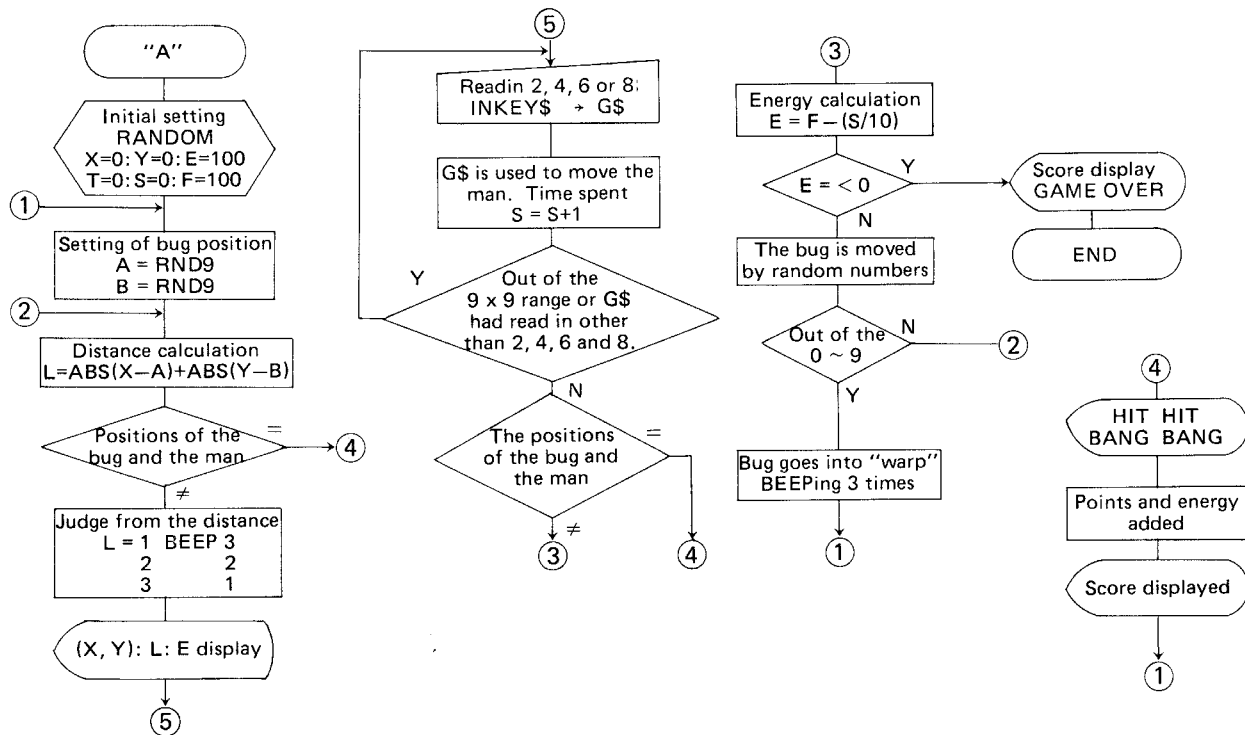 "A"
Initial setting
RANDOM
X=0: Y=0: E=100
T=0: S=0: F=100
1
Setting of bug position
A = RND9
B = RND9
2
Distance calculation
L=ABS(X−A)+ABS(Y−B)
Positions of the
bug and the man
=
4
≠
Judge from the distance
L = 1 BEEP 3
2 2
3 1
(X, Y): L: E display
5
5
Readin 2, 4, 6 or 8:
INKEY$ → G$
G$ is used to move the
man. Time spent
S = S+1
Y
Out of the
9 x 9 range or G$
had read in other
than 2, 4, 6 and 8.
N
The positions
of the bug and
the man
=
≠
3
4
3
Energy calculation
E = F − (S/10)
Y
E = < 0
N
Score display
GAME OVER
END
The bug is moved
by random numbers
Out of the
0 ~ 9
N
2
Y
Bug goes into "warp"
BEEPing 3 times
1
4
HIT HIT
BANG BANG
Points and energy
added
Score displayed
1